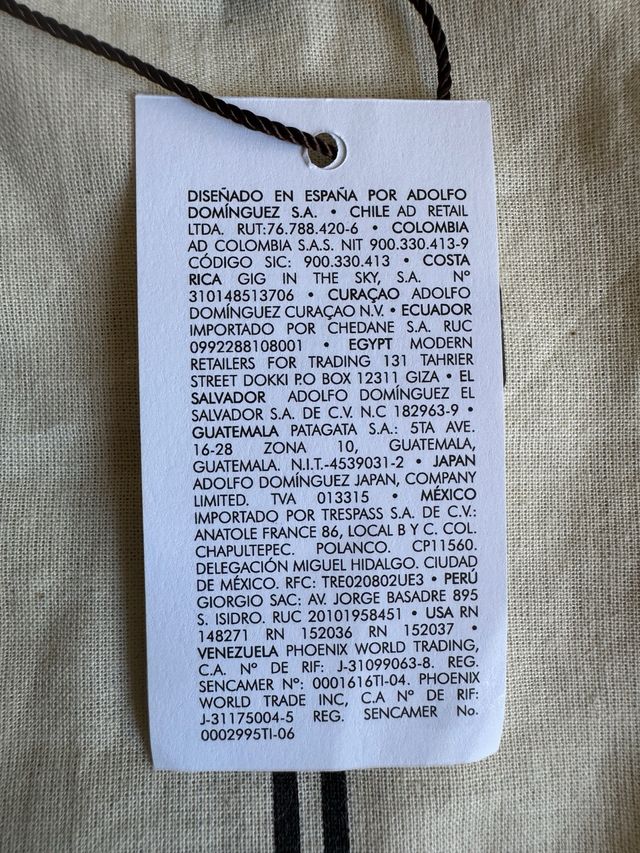 DISEÑADO EN ESPAÑA POR ADOLFO
DOMÍNGUEZ S.A. • CHILE AD RETAIL
LTDA. RUT:76.788.420-6 • COLOMBIA
AD COLOMBIA S.A.S. NIT 900.330.413-9
CÓDIGO SIC: 900.330.413 • COSTA
RICA GIG IN THE SKY, S.A. Nº
310148513706 • CURAÇAO ADOLFO
DOMÍNGUEZ CURAÇAO N.V. • ECUADOR
IMPORTADO POR CHEDANE S.A. RUC
0992288108001 • EGYPT MODERN
RETAILERS FOR TRADING 131 TAHRIER
STREET DOKKI P.O BOX 12311 GIZA • EL
SALVADOR ADOLFO DOMÍNGUEZ EL
SALVADOR S.A. DE C.V. N.C 182963-9 •
GUATEMALA PATAGATA S.A.: 5TA AVE.
16-28 ZONA 10, GUATEMALA,
GUATEMALA. N.I.T.-4539031-2 • JAPAN
ADOLFO DOMÍNGUEZ JAPAN, COMPANY
LIMITED. TVA 013315 • MÉXICO
IMPORTADO POR TRESPASS S.A. DE C.V.:
ANATOLE FRANCE 86, LOCAL B Y C. COL.
CHAPULTEPEC. POLANCO. CP11560.
DELEGACIÓN MIGUEL HIDALGO. CIUDAD
DE MÉXICO. RFC: TRE020802UE3 • PERÚ
GIORGIO SAC: AV. JORGE BASADRE 895
S. ISIDRO. RUC 20101958451 • USA RN
148271 RN 152036 RN 152037 •
VENEZUELA PHOENIX WORLD TRADING,
C.A. Nº DE RIF: J-31099063-8. REG.
SENCAMER Nº: 0001616TI-04. PHOENIX
WORLD TRADE INC, C.A Nº DE RIF:
J-31175004-5 REG. SENCAMER No.
0002995TI-06